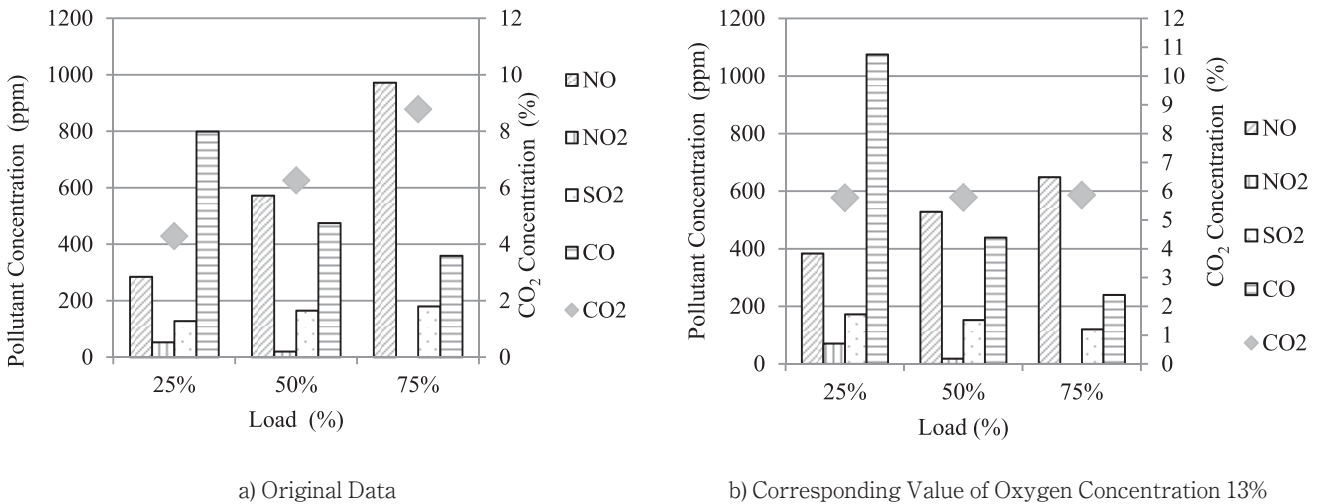 1200
1000
800
600
400
200
0
Pollutant Concentration (ppm)
12
10
8
6
4
2
0
CO₂ Concentration (%)
25%
50%
75%
Load (%)
NO
NO2
SO2
CO
CO2
a) Original Data
1200
1000
800
600
400
200
0
Pollutant Concentration (ppm)
12
11
10
9
8
7
6
5
4
3
2
1
0
CO₂ Concentration (%)
25%
50%
75%
Load (%)
NO
NO2
SO2
CO
CO2
b) Corresponding Value of Oxygen Concentration 13%